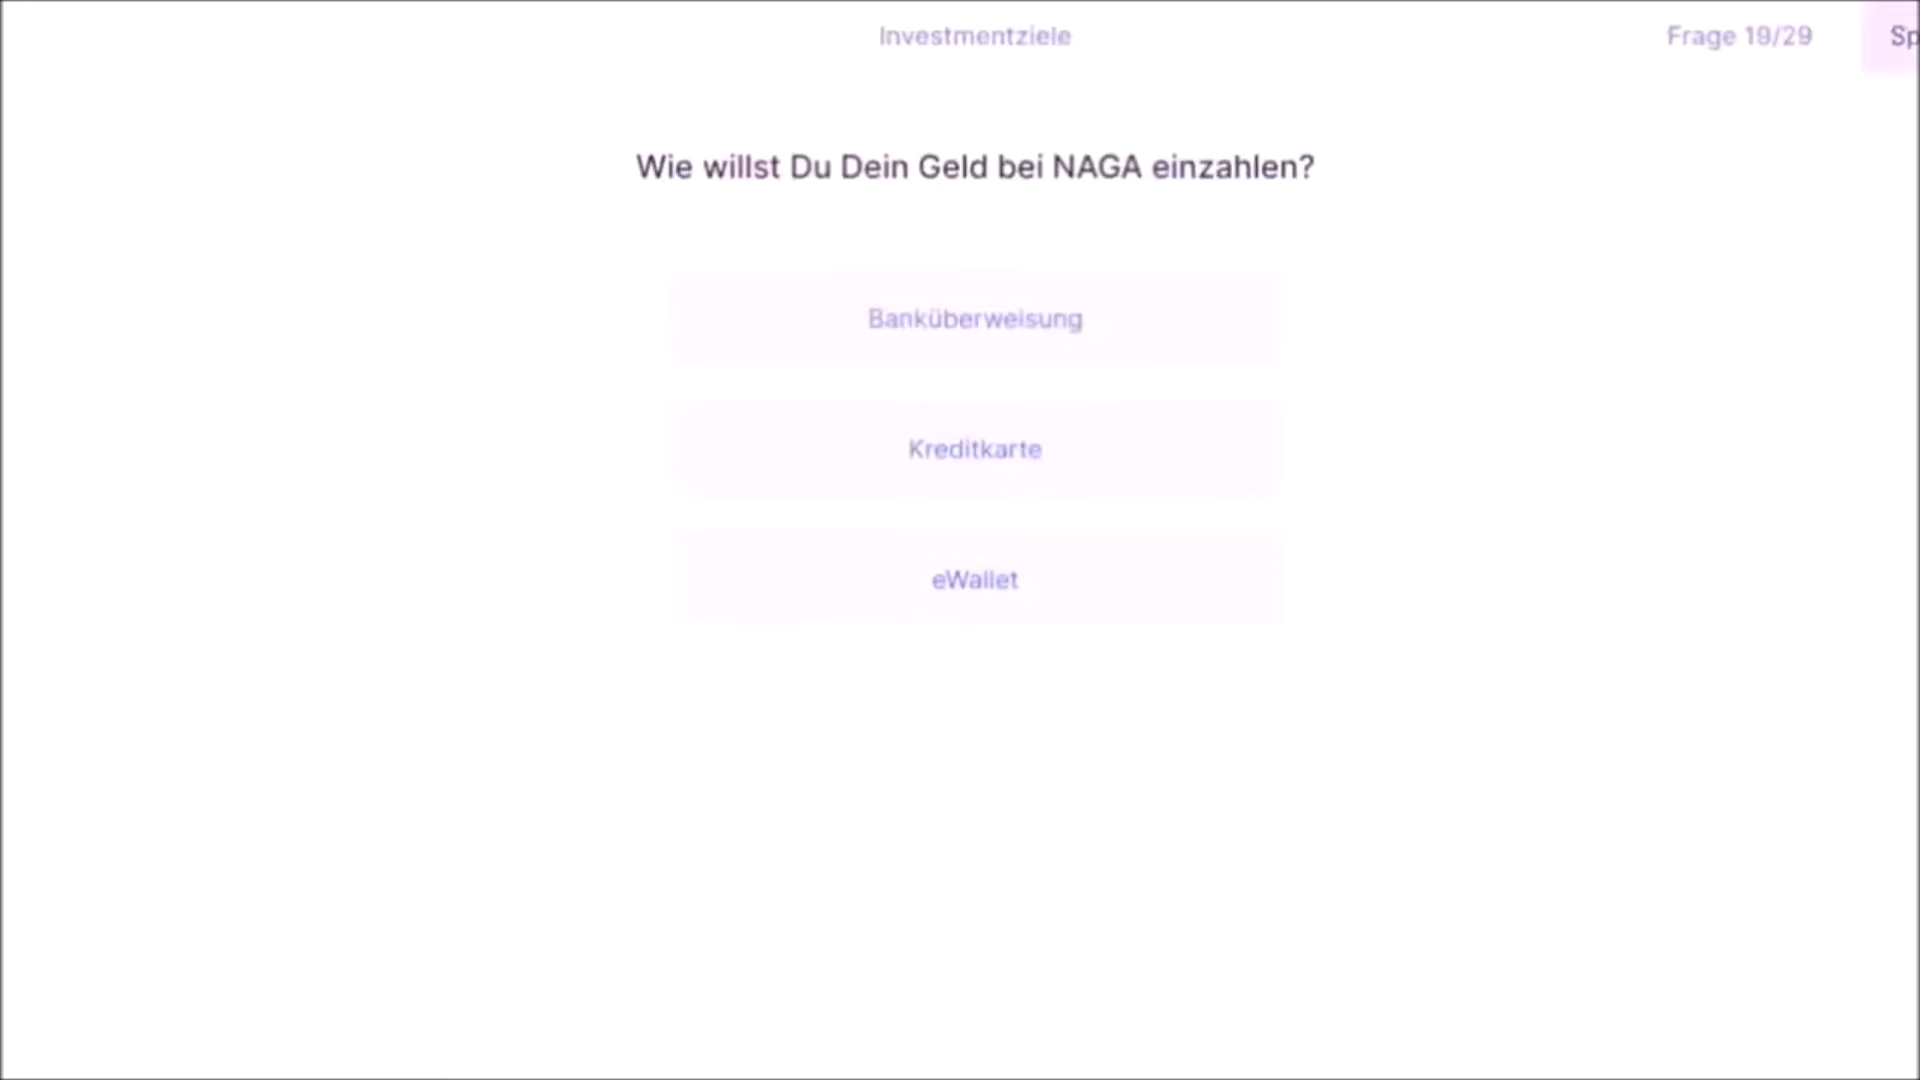 Investmentziele
Frage 19/29
Wie willst Du Dein Geld bei NAGA einzahlen?
Banküberweisung
Kreditkarte
eWallet